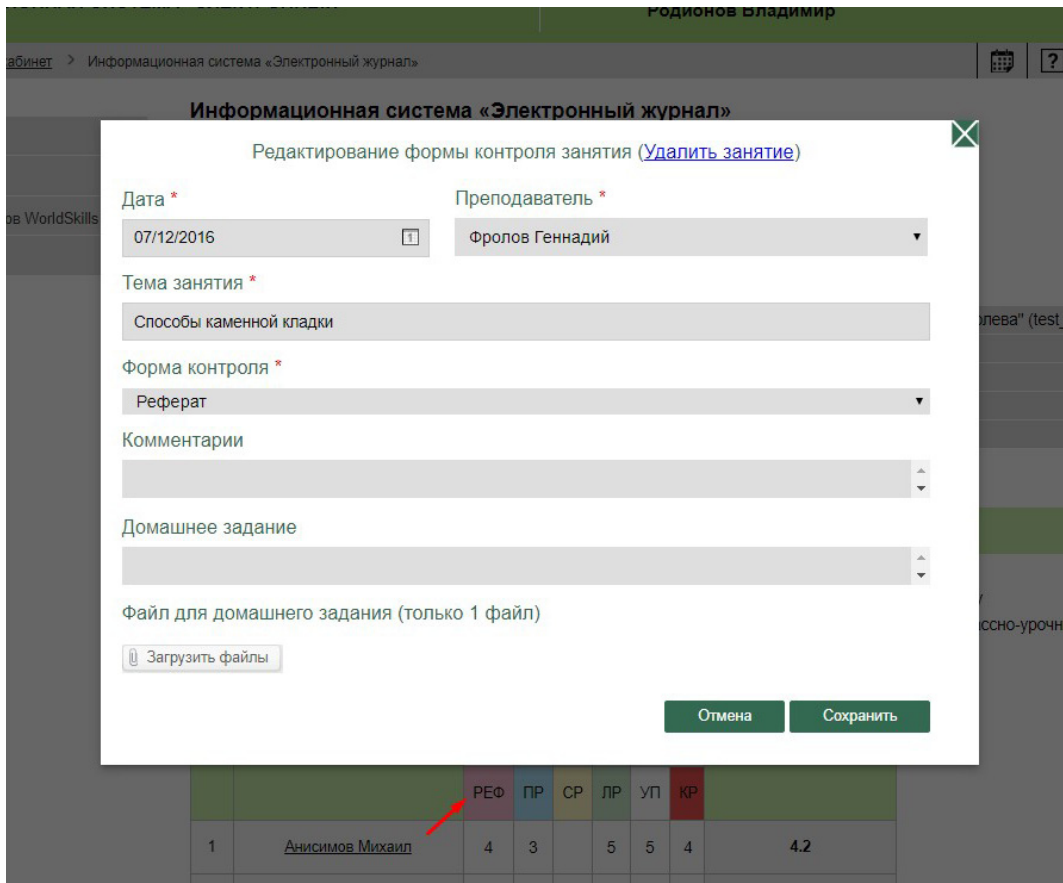 Родионов Владимир
абинет > Информационная система «Электронный журнал»
?
Информационная система «Электронный журнал»
Редактирование формы контроля занятия (Удалить занятие)
Дата * Преподаватель *
07/12/2016 1 Фролов Геннадий
ов WorldSkills
Тема занятия *
Способы каменной кладки
олева" (test_
Форма контроля *
Реферат
Комментарии
Домашнее задание
Файл для домашнего задания (только 1 файл)
ссно-урочн
Загрузить файлы
Отмена Сохранить
РЕФ ПР СР ЛР УП КР
1 Анисимов Михаил 4 3 5 5 4 4.2